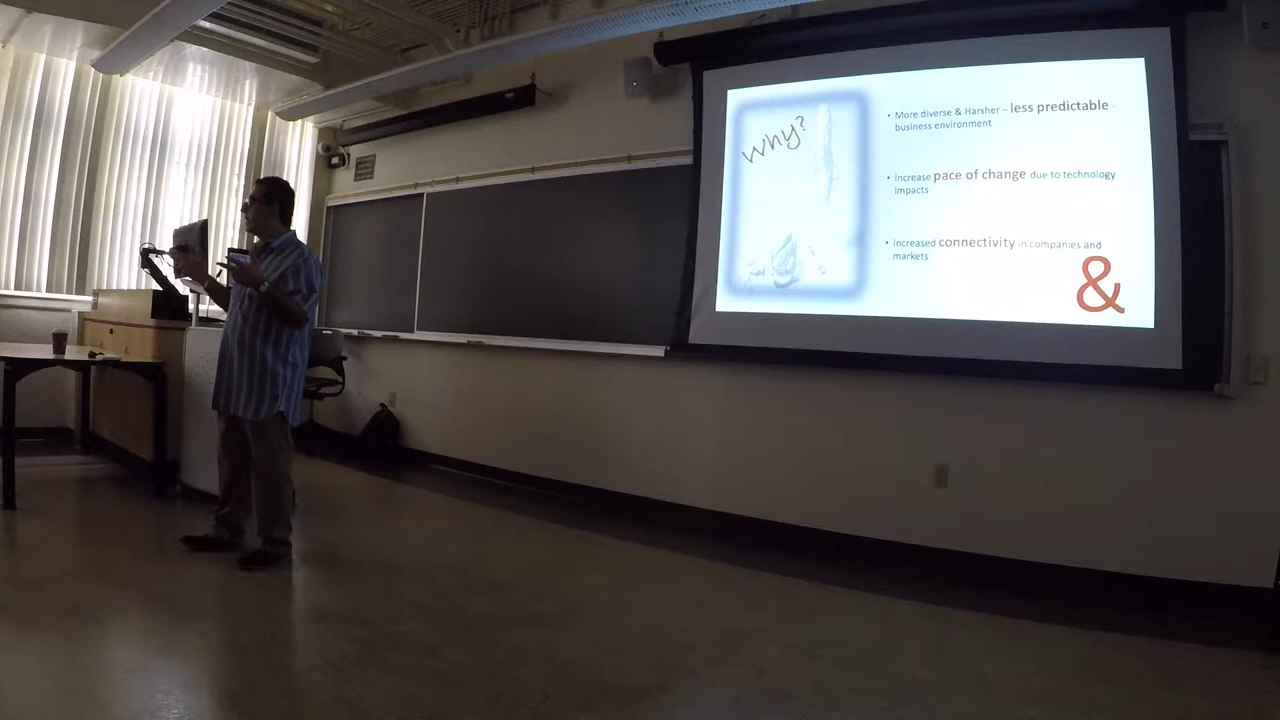 why?
• More diverse & Harsher – less predictable -
business environment
• Increase pace of change due to technology
impacts
• Increased connectivity in companies and
markets
&